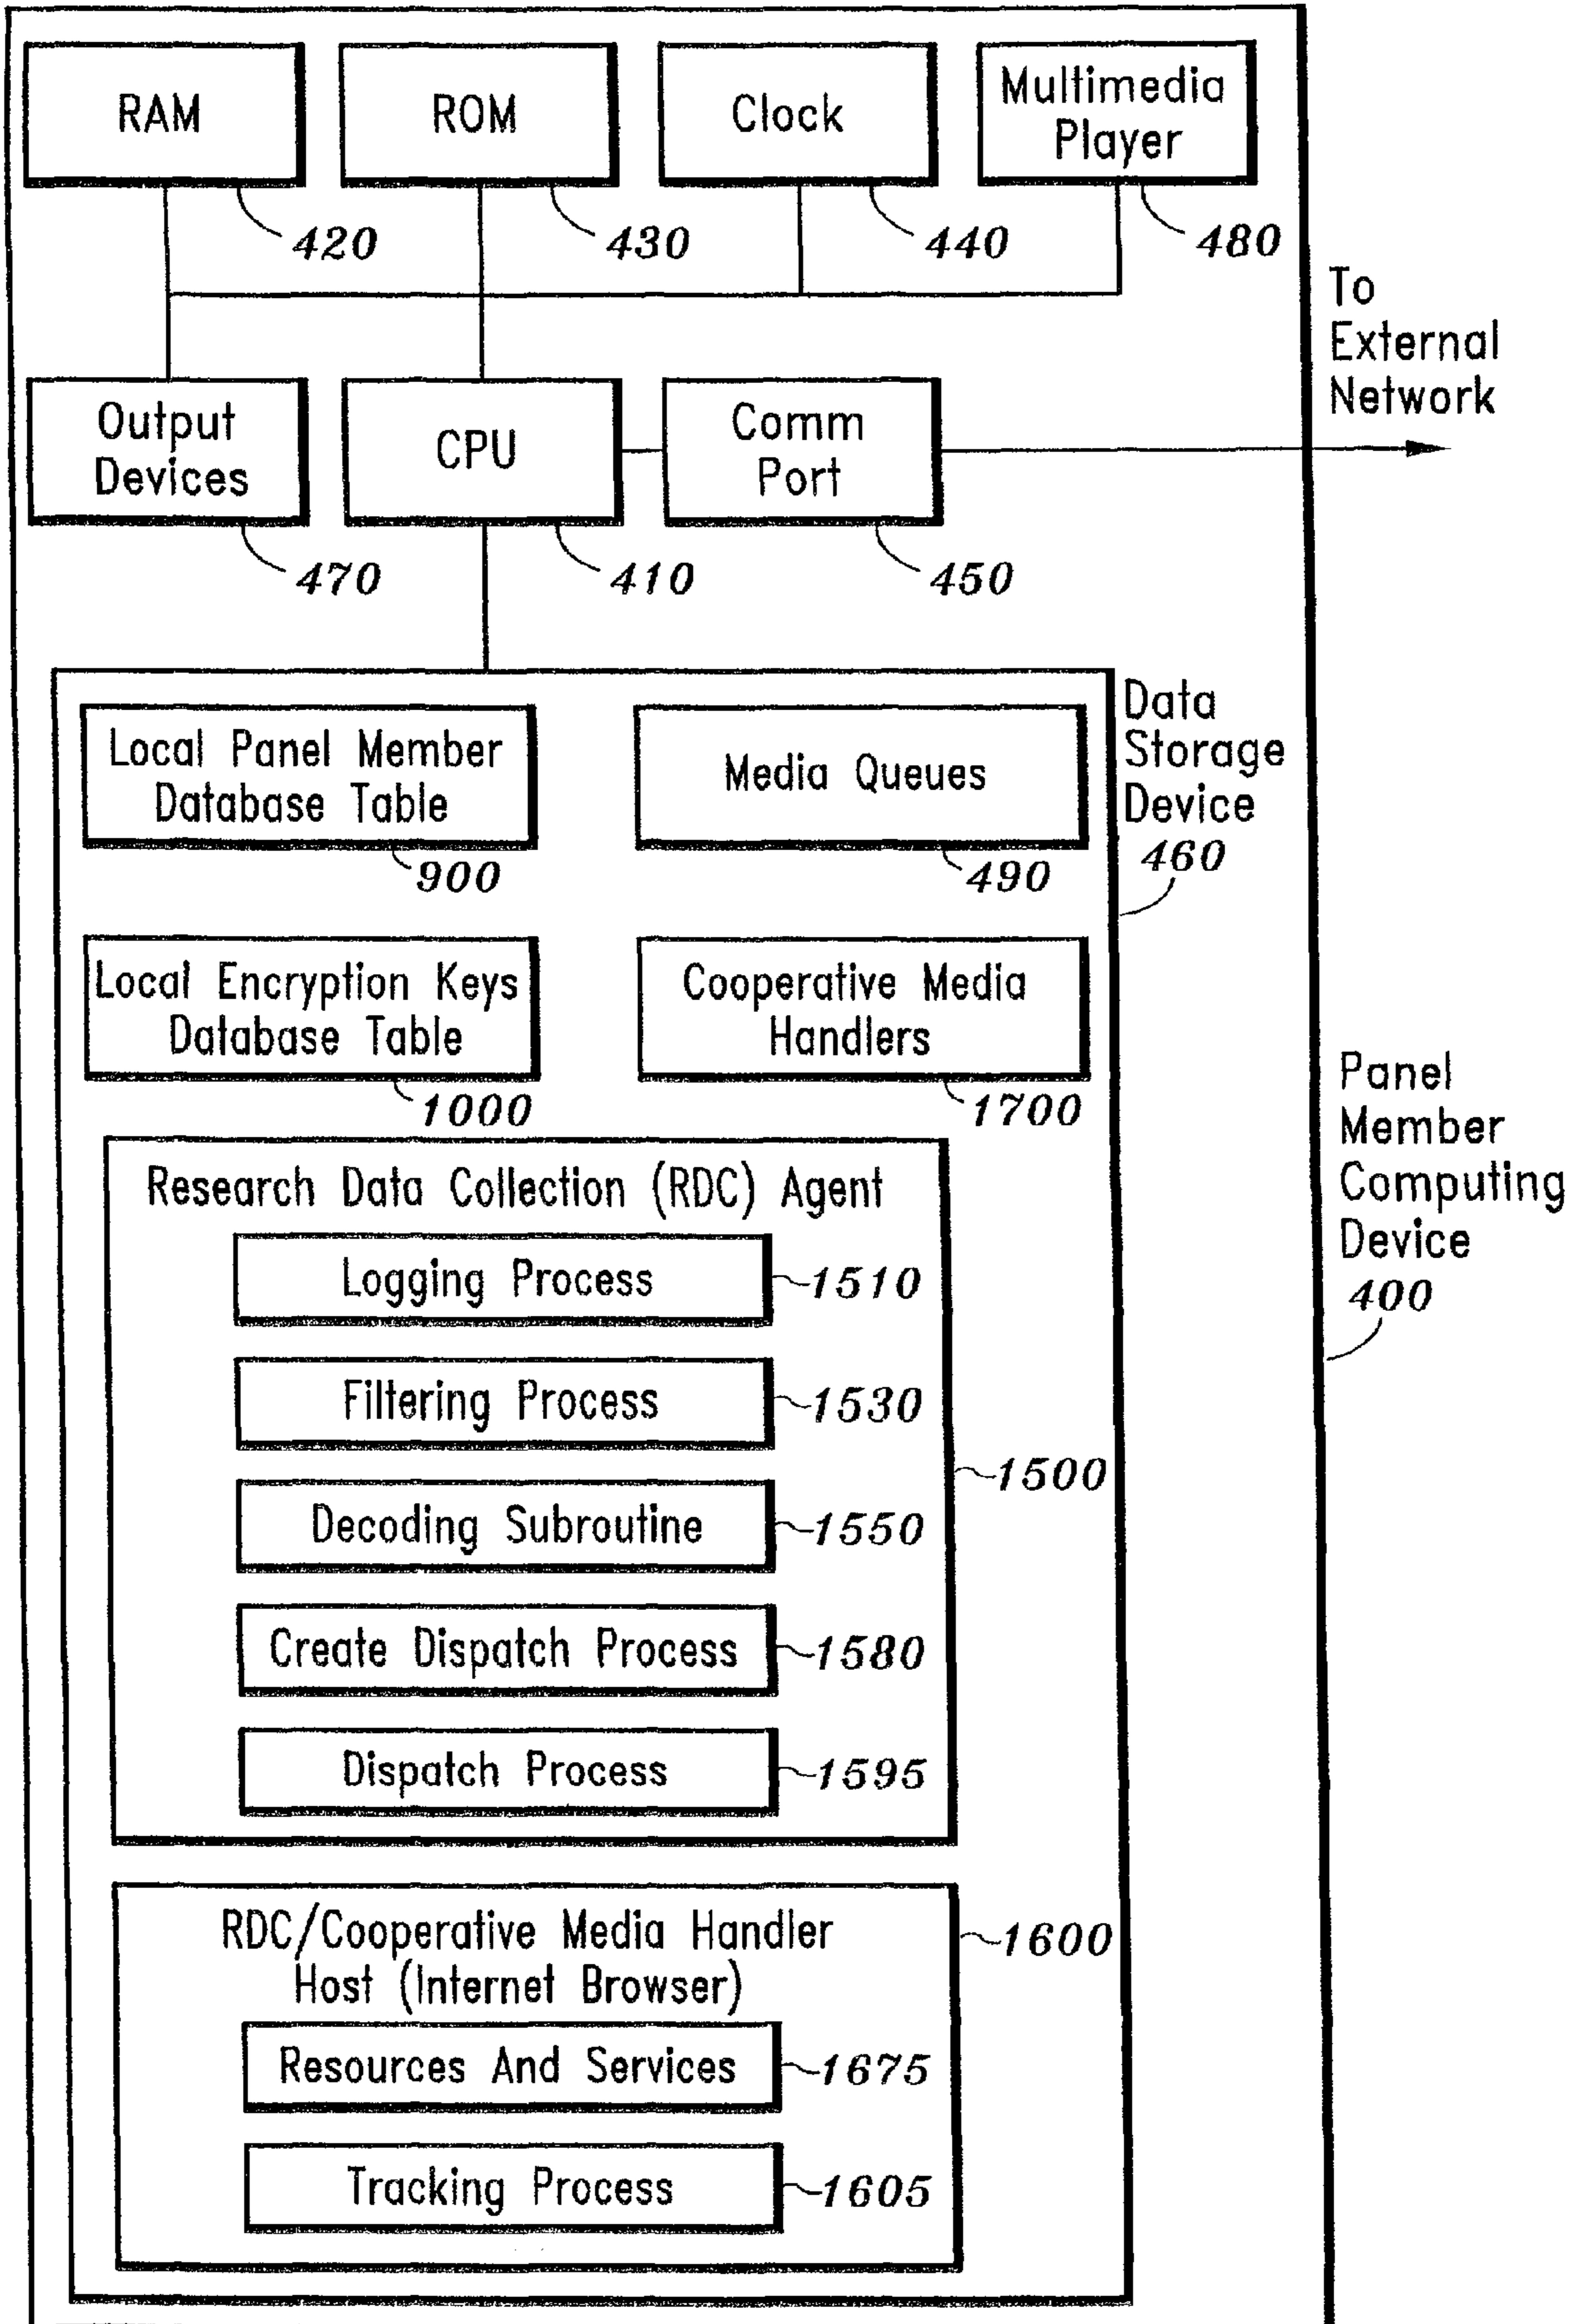 RAM
ROM
Clock
Multimedia
Player
420
430
440
480
To
External
Network
Output
Devices
CPU
Comm
Port
470
410
450
Data
Storage
Device
460
Local Panel Member
Database Table
900
Media Queues
490
Local Encryption Keys
Database Table
1000
Cooperative Media
Handlers
1700
Panel
Member
Computing
Device
400
Research Data Collection (RDC) Agent
Logging Process
1510
Filtering Process
1530
1500
Decoding Subroutine
1550
Create Dispatch Process
1580
Dispatch Process
1595
RDC/Cooperative Media Handler
Host (Internet Browser)
1600
Resources And Services
1675
Tracking Process
1605